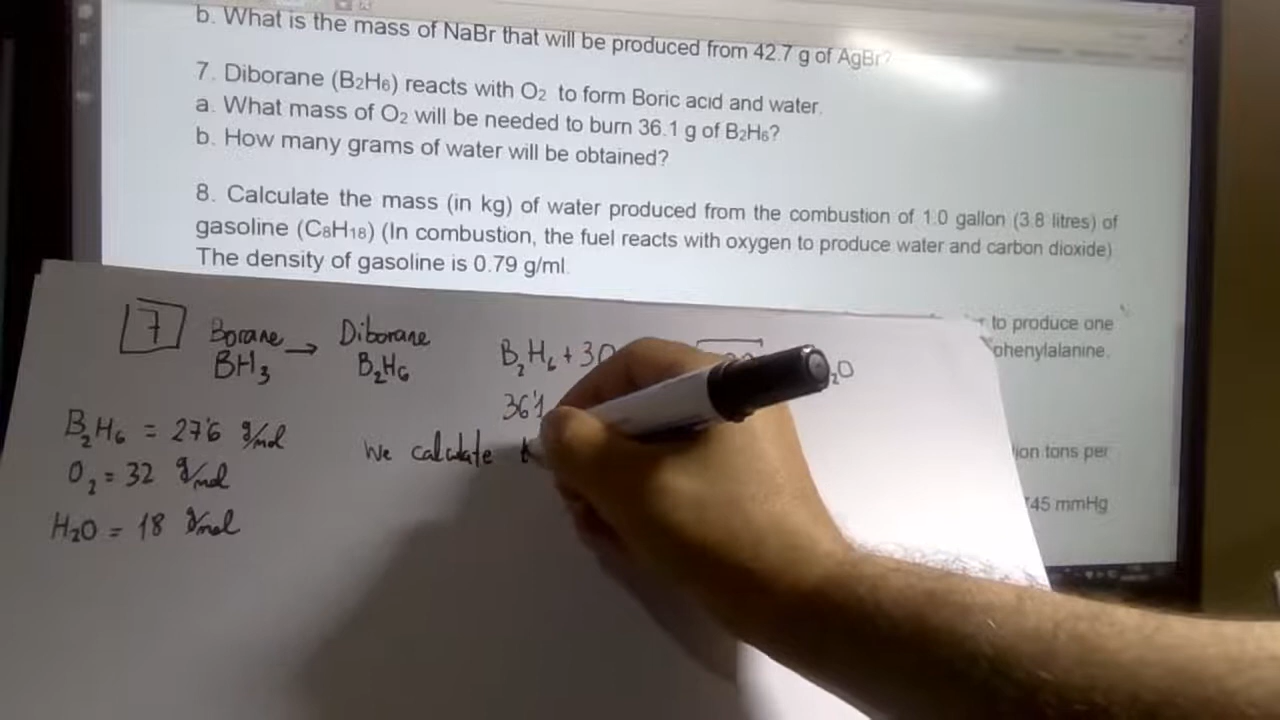 b. What is the mass of NaBr that will be produced from 42.7 g of AgBr?
7. Diborane (B2H6) reacts with O2 to form Boric acid and water.
a. What mass of O2 will be needed to burn 36.1 g of B2H6?
b. How many grams of water will be obtained?
8. Calculate the mass (in kg) of water produced from the combustion of 1.0 gallon (3.8 litres) of
gasoline (C8H18) (In combustion, the fuel reacts with oxygen to produce water and carbon dioxide)
The density of gasoline is 0.79 g/ml.
to produce one
phenylalanine.
ion tons per
45 mmHg
7 Borane → Diborane
BH3 B2H6
B2H6 + 3O
2O
36'1
We calculate
B2H6 = 27'6 g/mol
O2 = 32 g/mol
H2O = 18 g/mol